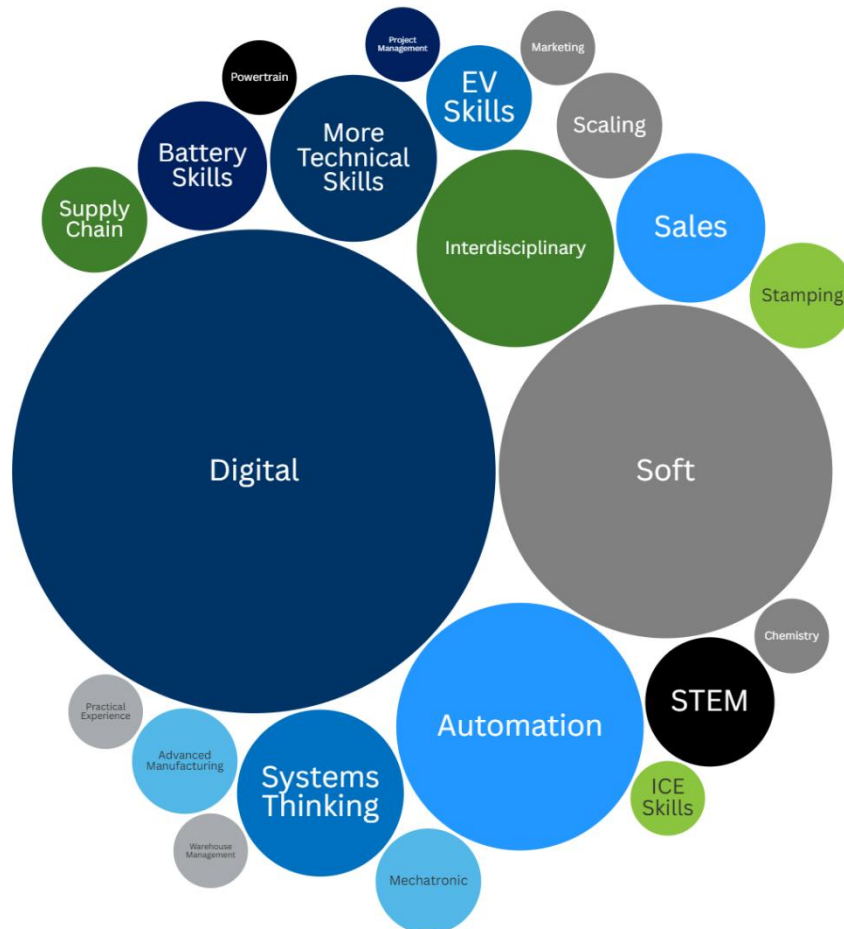 Project
Management
Marketing
Powertrain
EV
Skills
Scaling
More
Technical
Skills
Battery
Skills
Supply
Chain
Interdisciplinary
Sales
Stamping
Digital
Soft
Chemistry
Practical
Experience
STEM
Automation
Advanced
Manufacturing
Systems
Thinking
ICE
Skills
Warehouse
Management
Mechatronic